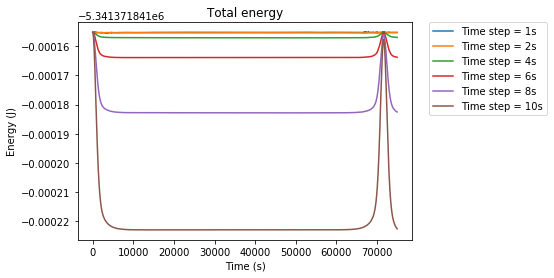 Total energy
−5.341371841e6
Time step = 1s
Time step = 2s
Time step = 4s
Time step = 6s
Time step = 8s
Time step = 10s
Energy (J)
−0.00016
−0.00017
−0.00018
−0.00019
−0.00020
−0.00021
−0.00022
0 10000 20000 30000 40000 50000 60000 70000
Time (s)